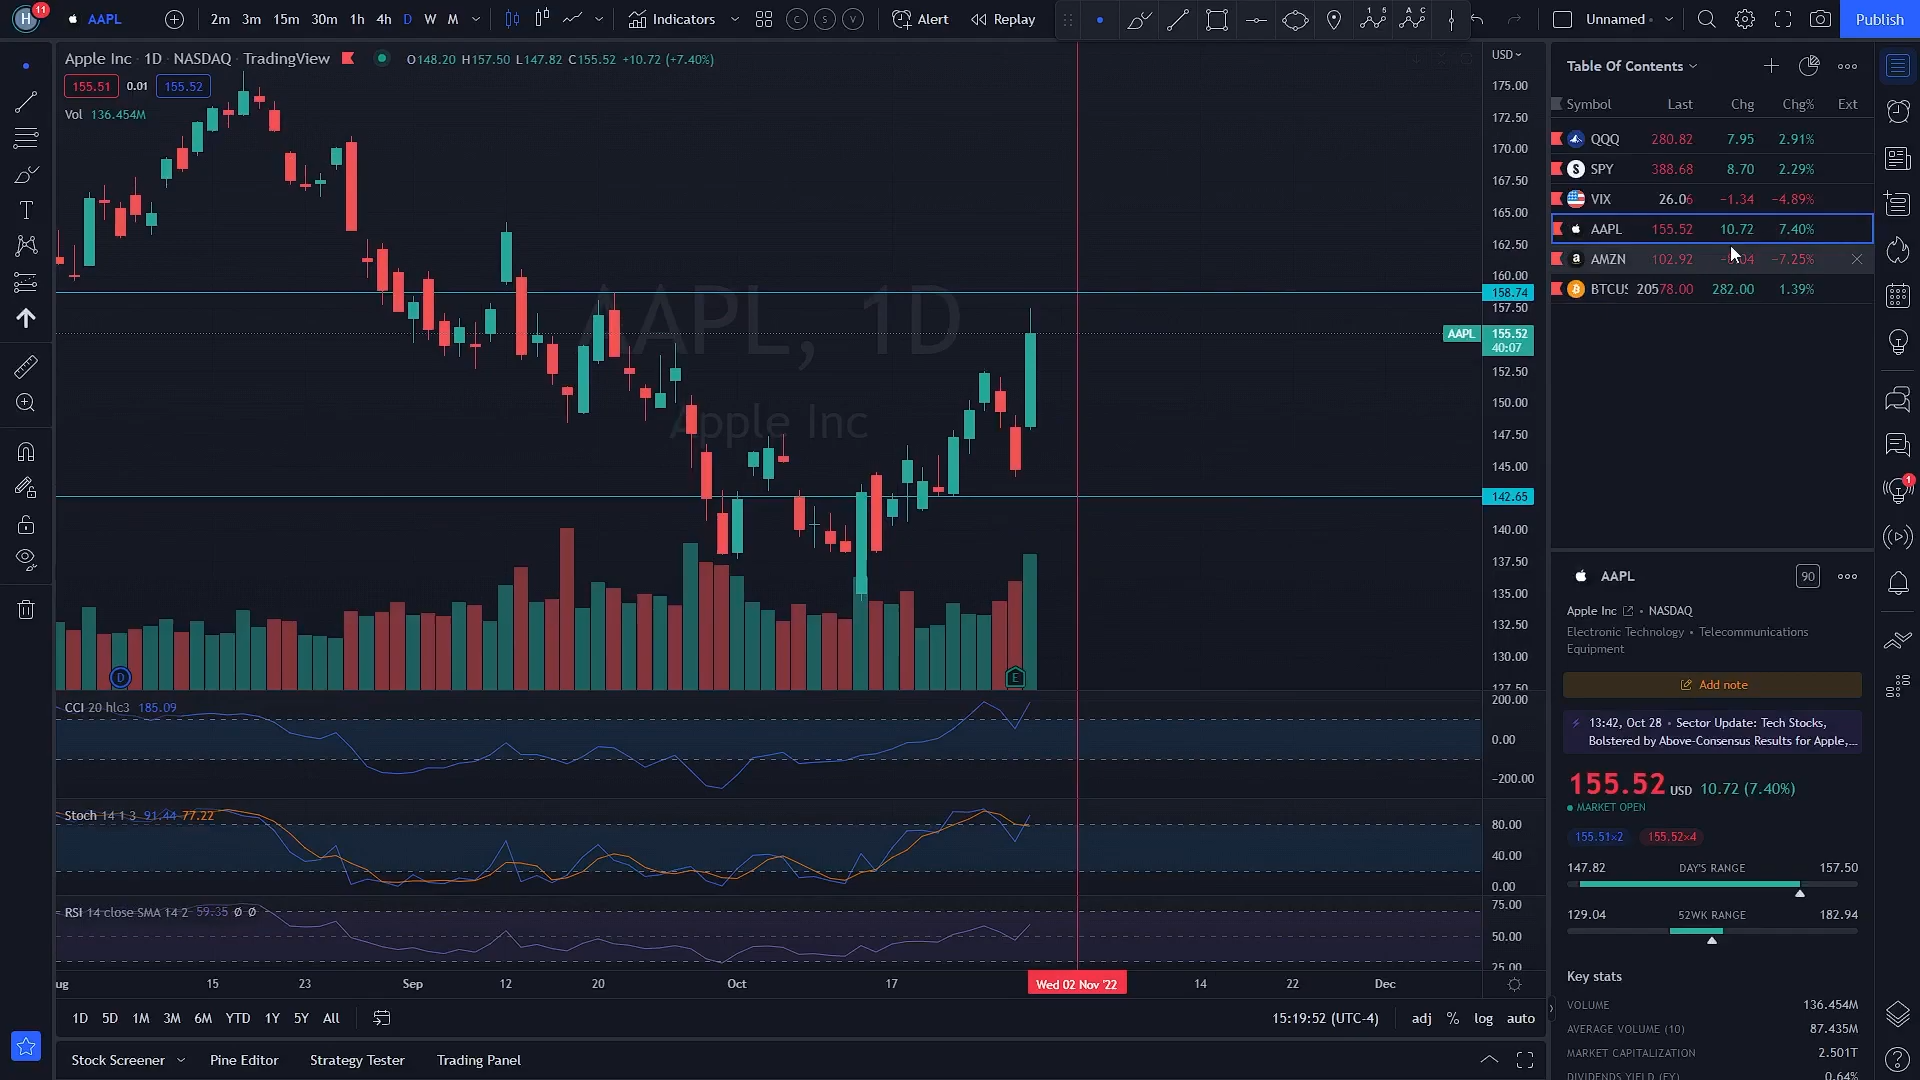 H 11 AAPL 2m 3m 15m 30m 1h 4h D W M Indicators C S V Alert Replay Unnamed Publish
Apple Inc · 1D · NASDAQ · TradingView O148.20 H157.50 L147.82 C155.52 +10.72 (+7.40%) USD
155.51 0.01 155.52
Vol 136.454M
AAPL, 1D
Apple Inc
175.00
172.50
170.00
167.50
165.00
162.50
160.00
158.74
157.50
AAPL 155.52
40:07
152.50
150.00
147.50
145.00
142.65
140.00
137.50
135.00
132.50
130.00
127.50
D E
CCI 20 hlc3 185.09
200.00
0.00
−200.00
Stoch 14 1 3 91.44 77.22
80.00
40.00
0.00
RSI 14 close SMA 14 2 59.35 Ø Ø
75.00
50.00
25.00
ug 15 23 Sep 12 20 Oct 17 Wed 02 Nov '22 14 22 Dec
1D 5D 1M 3M 6M YTD 1Y 5Y All 15:19:52 (UTC-4) adj % log auto
Stock Screener Pine Editor Strategy Tester Trading Panel
Table Of Contents
Symbol Last Chg Chg% Ext
QQQ 280.82 7.95 2.91%
S SPY 388.68 8.70 2.29%
VIX 26.06 −1.34 −4.89%
AAPL 155.52 10.72 7.40%
a AMZN 102.92 −7.25%
BTCUS 20578.00 282.00 1.39%
1
AAPL 90
Apple Inc • NASDAQ
Electronic Technology • Telecommunications
Equipment
Add note
13:42, Oct 28 • Sector Update: Tech Stocks,
Bolstered by Above-Consensus Results for Apple,...
155.52 USD 10.72 (7.40%)
MARKET OPEN
155.51×2 155.52×4
147.82 DAY'S RANGE 157.50
129.04 52WK RANGE 182.94
Key stats
VOLUME 136.454M
AVERAGE VOLUME (10) 87.435M
MARKET CAPITALIZATION 2.501T
DIVIDENDS YIELD (FY) 0.64%